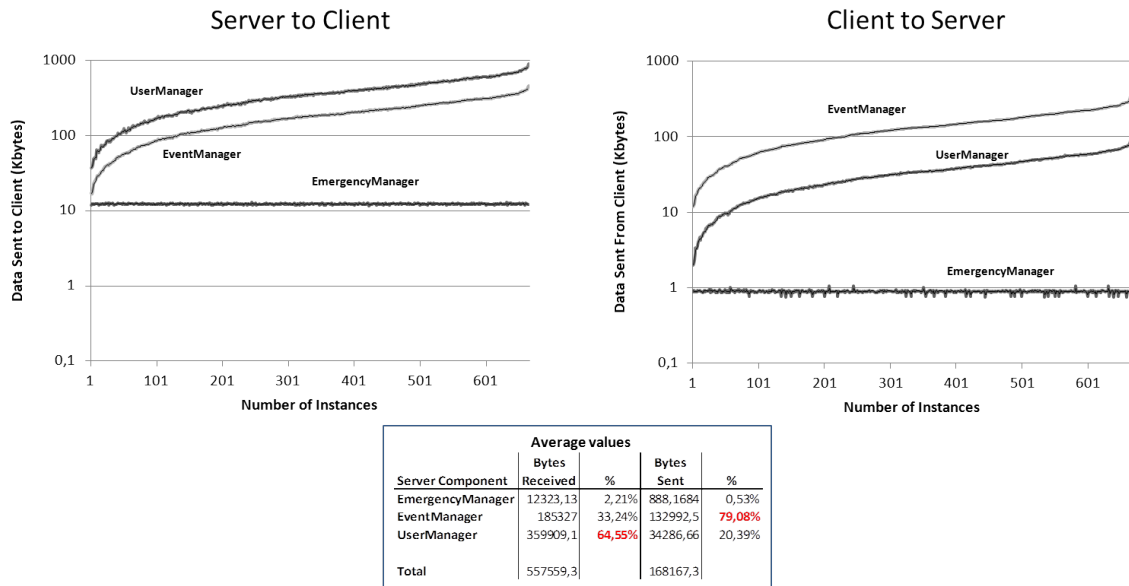 Server to Client
Data Sent to Client (Kbytes)
1000
100
10
1
0,1
UserManager
EventManager
EmergencyManager
1 101 201 301 401 501 601
Number of Instances
Client to Server
Data Sent From Client (Kbytes)
1000
100
10
1
0,1
EventManager
UserManager
EmergencyManager
1 101 201 301 401 501 601
Number of Instances
Average values
Bytes Bytes
Server Component Received % Sent %
EmergencyManager 12323,13 2,21% 888,1684 0,53%
EventManager 185327 33,24% 132992,5 79,08%
UserManager 359909,1 64,55% 34286,66 20,39%
Total 557559,3 168167,3